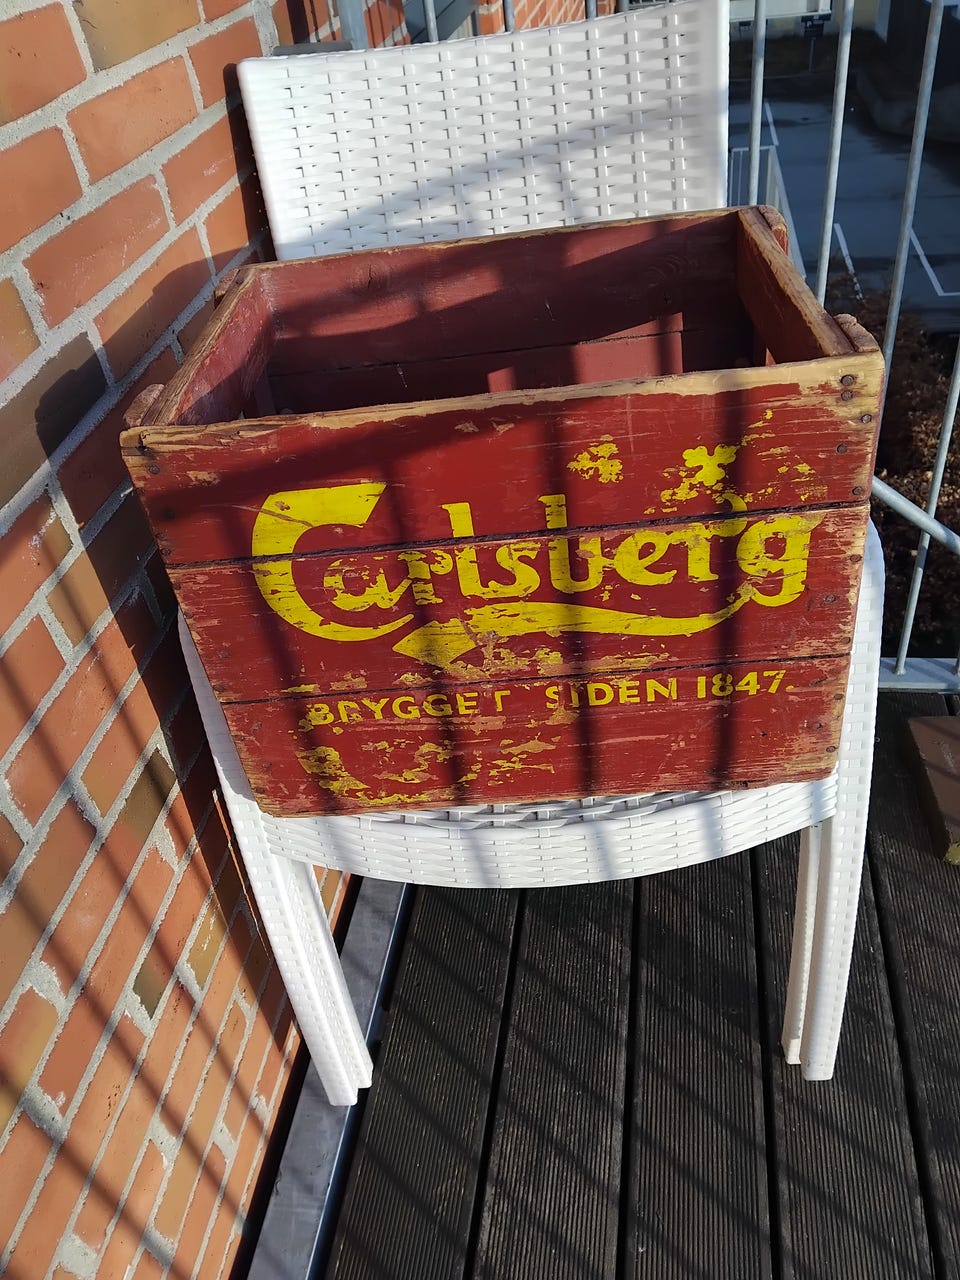 Carlsberg
BRYGGET SIDEN 1847